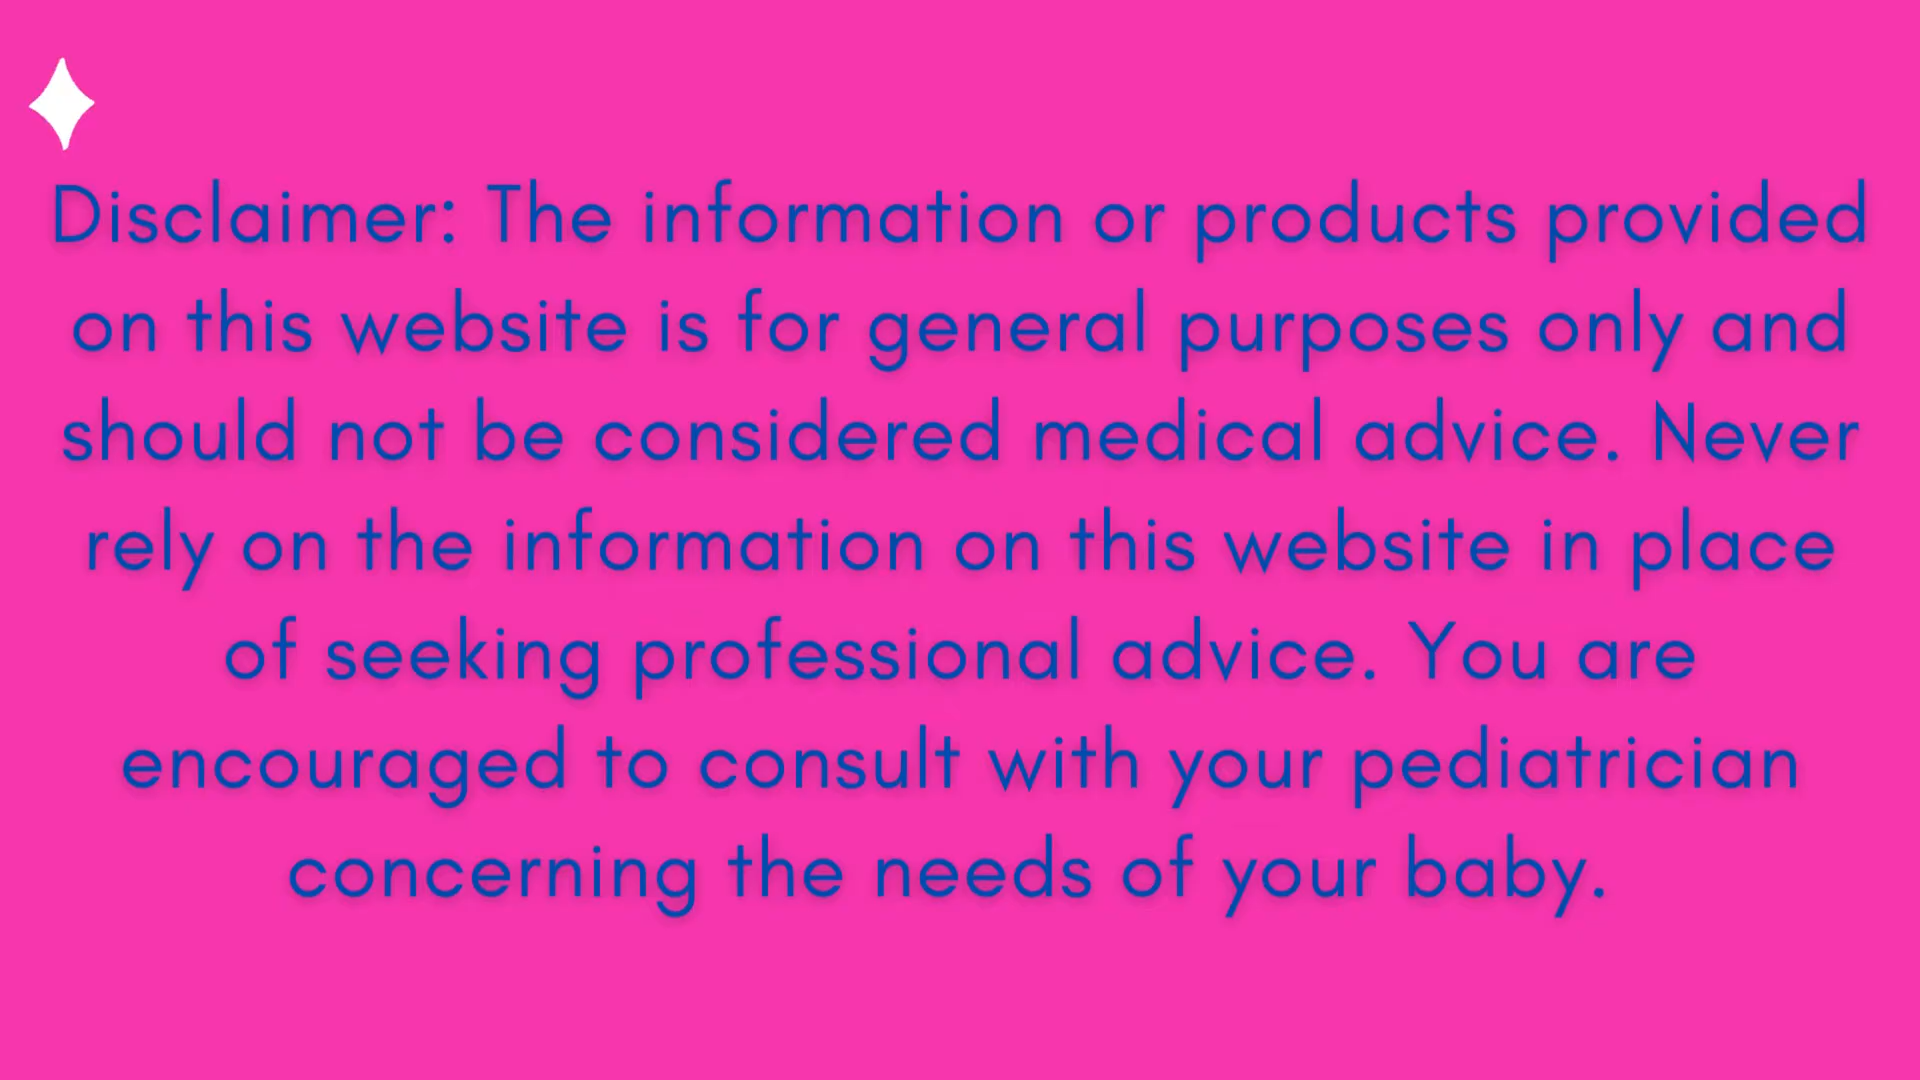 Disclaimer: The information or products provided
on this website is for general purposes only and
should not be considered medical advice. Never
rely on the information on this website in place
of seeking professional advice. You are
encouraged to consult with your pediatrician
concerning the needs of your baby.